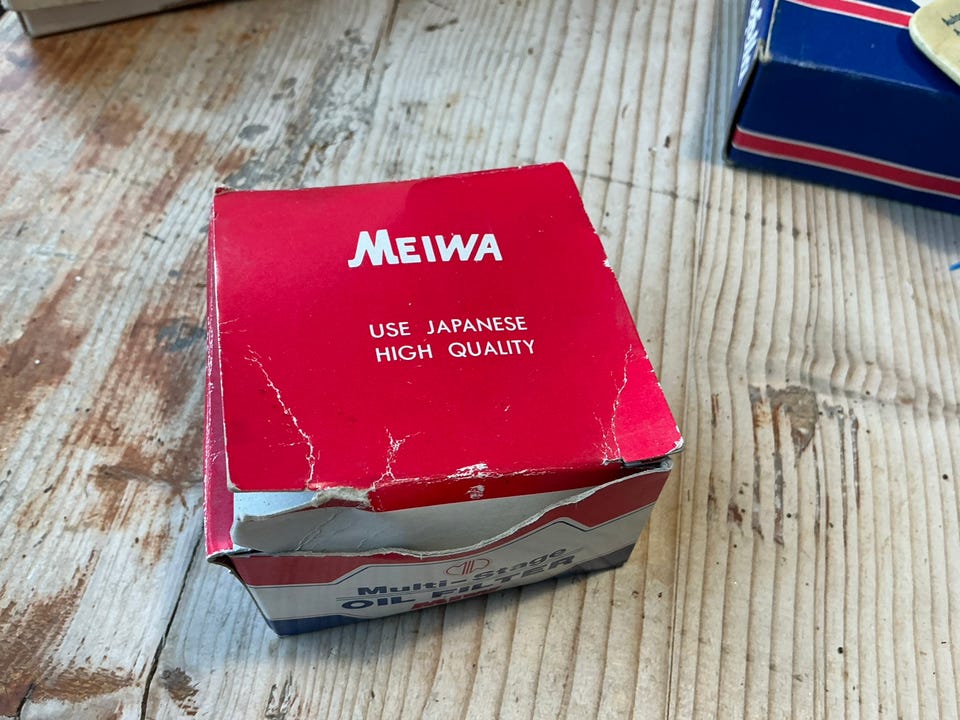 MEIWA
USE JAPANESE
HIGH QUALITY
Multi-Stage
OIL FILTER